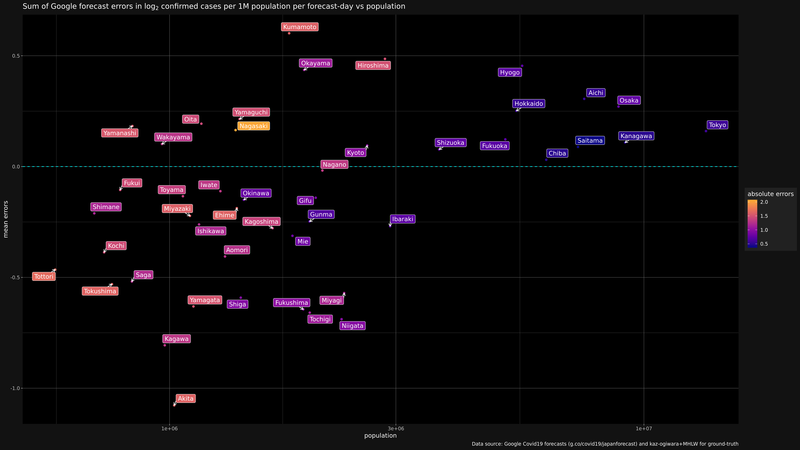 Sum of Google forecast errors in log2 confirmed cases per 1M population per forecast-day vs population
Kumamoto
0.5
Okayama
Hiroshima
Hyogo
Aichi
Osaka
Hokkaido
Yamaguchi
Oita
Nagasaki
Tokyo
Yamanashi
Wakayama
Kanagawa
Saitama
Shizuoka
Fukuoka
Kyoto
Chiba
0.0
Nagano
Fukui
Toyama
Iwate
Okinawa
Gifu
Shimane
Miyazaki
Ehime
Gunma
Kagoshima
Ibaraki
Ishikawa
Mie
Kochi
Aomori
Tottori
Saga
-0.5
Tokushima
Yamagata
Shiga
Fukushima
Miyagi
Tochigi
Niigata
Kagawa
-1.0
Akita
mean errors
1e+06
3e+06
1e+07
population
absolute errors
2.0
1.5
1.0
0.5
Data source: Google Covid19 forecasts (g.co/covid19/japanforecast) and kaz-ogiwara+MHLW for ground-truth